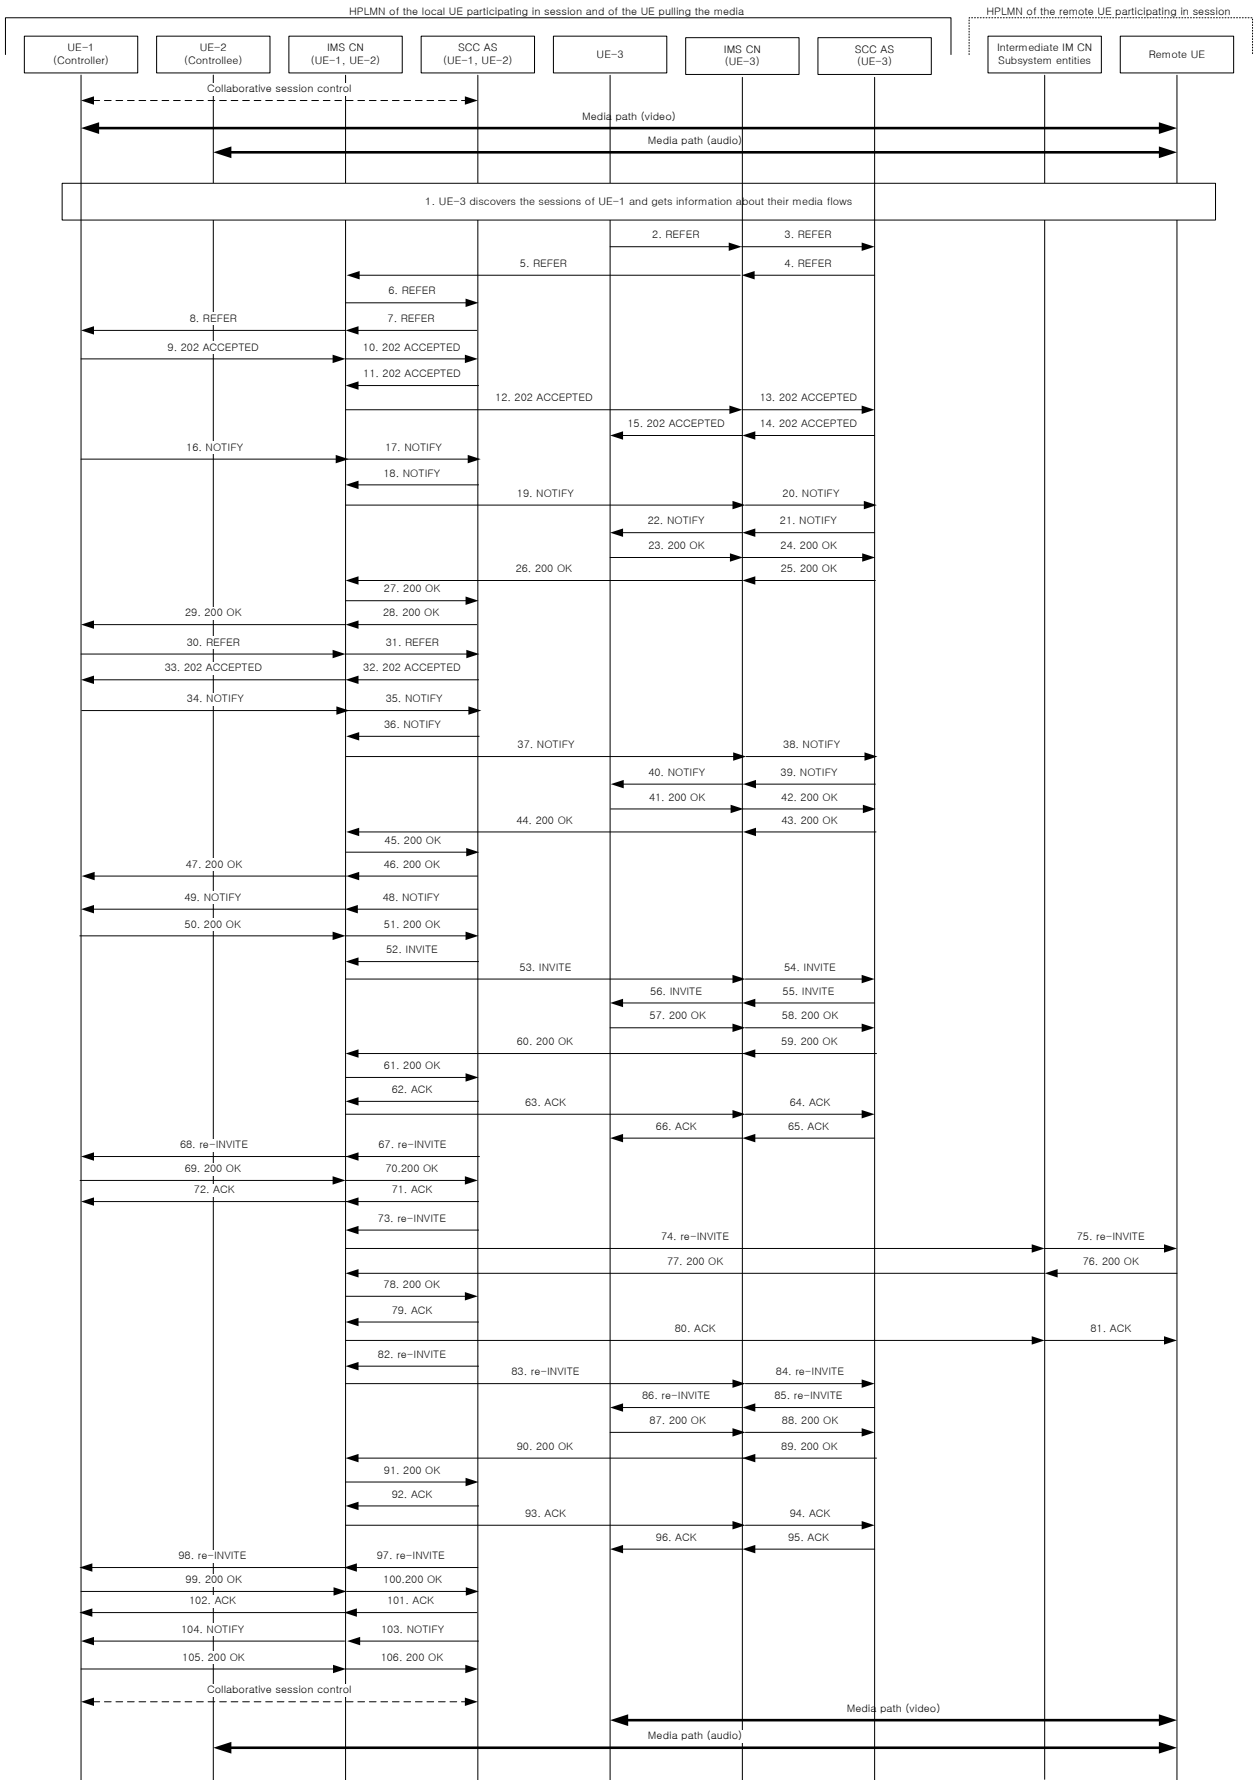 HPLMN of the local UE participating in session and of the UE pulling the media
HPLMN of the remote UE participating in session
UE-1
(Controller)
UE-2
(Controllee)
IMS CN
(UE-1, UE-2)
SCC AS
(UE-1, UE-2)
UE-3
IMS CN
(UE-3)
SCC AS
(UE-3)
Intermediate IM CN
Subsystem entities
Remote UE
Collaborative session control
Media path (video)
Media path (audio)
1. UE-3 discovers the sessions of UE-1 and gets information about their media flows
2. REFER
3. REFER
4. REFER
5. REFER
6. REFER
7. REFER
8. REFER
9. 202 ACCEPTED
10. 202 ACCEPTED
11. 202 ACCEPTED
12. 202 ACCEPTED
13. 202 ACCEPTED
14. 202 ACCEPTED
15. 202 ACCEPTED
16. NOTIFY
17. NOTIFY
18. NOTIFY
19. NOTIFY
20. NOTIFY
21. NOTIFY
22. NOTIFY
23. 200 OK
24. 200 OK
25. 200 OK
26. 200 OK
27. 200 OK
28. 200 OK
29. 200 OK
30. REFER
31. REFER
32. 202 ACCEPTED
33. 202 ACCEPTED
34. NOTIFY
35. NOTIFY
36. NOTIFY
37. NOTIFY
38. NOTIFY
39. NOTIFY
40. NOTIFY
41. 200 OK
42. 200 OK
43. 200 OK
44. 200 OK
45. 200 OK
46. 200 OK
47. 200 OK
48. NOTIFY
49. NOTIFY
50. 200 OK
51. 200 OK
52. INVITE
53. INVITE
54. INVITE
55. INVITE
56. INVITE
57. 200 OK
58. 200 OK
59. 200 OK
60. 200 OK
61. 200 OK
62. ACK
63. ACK
64. ACK
65. ACK
66. ACK
67. re-INVITE
68. re-INVITE
69. 200 OK
70.200 OK
71. ACK
72. ACK
73. re-INVITE
74. re-INVITE
75. re-INVITE
76. 200 OK
77. 200 OK
78. 200 OK
79. ACK
80. ACK
81. ACK
82. re-INVITE
83. re-INVITE
84. re-INVITE
85. re-INVITE
86. re-INVITE
87. 200 OK
88. 200 OK
89. 200 OK
90. 200 OK
91. 200 OK
92. ACK
93. ACK
94. ACK
95. ACK
96. ACK
97. re-INVITE
98. re-INVITE
99. 200 OK
100.200 OK
101. ACK
102. ACK
103. NOTIFY
104. NOTIFY
105. 200 OK
106. 200 OK
Collaborative session control
Media path (video)
Media path (audio)